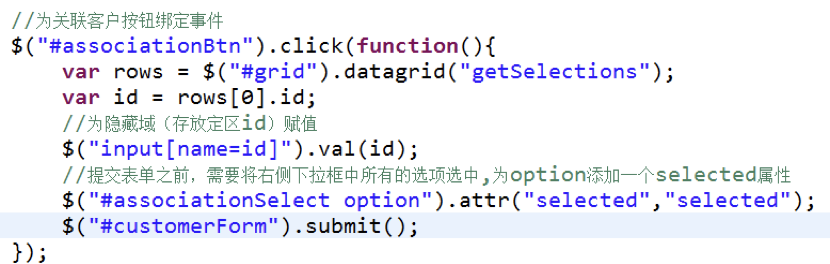 //为关联客户按钮绑定事件
$("#associationBtn").click(function(){
    var rows = $("#grid").datagrid("getSelections");
    var id = rows[0].id;
    //为隐藏域（存放定区id）赋值
    $("input[name=id]").val(id);
    //提交表单之前，需要将右侧下拉框中所有的选项选中,为option添加一个selected属性
    $("#associationSelect option").attr("selected","selected");
    $("#customerForm").submit();
});